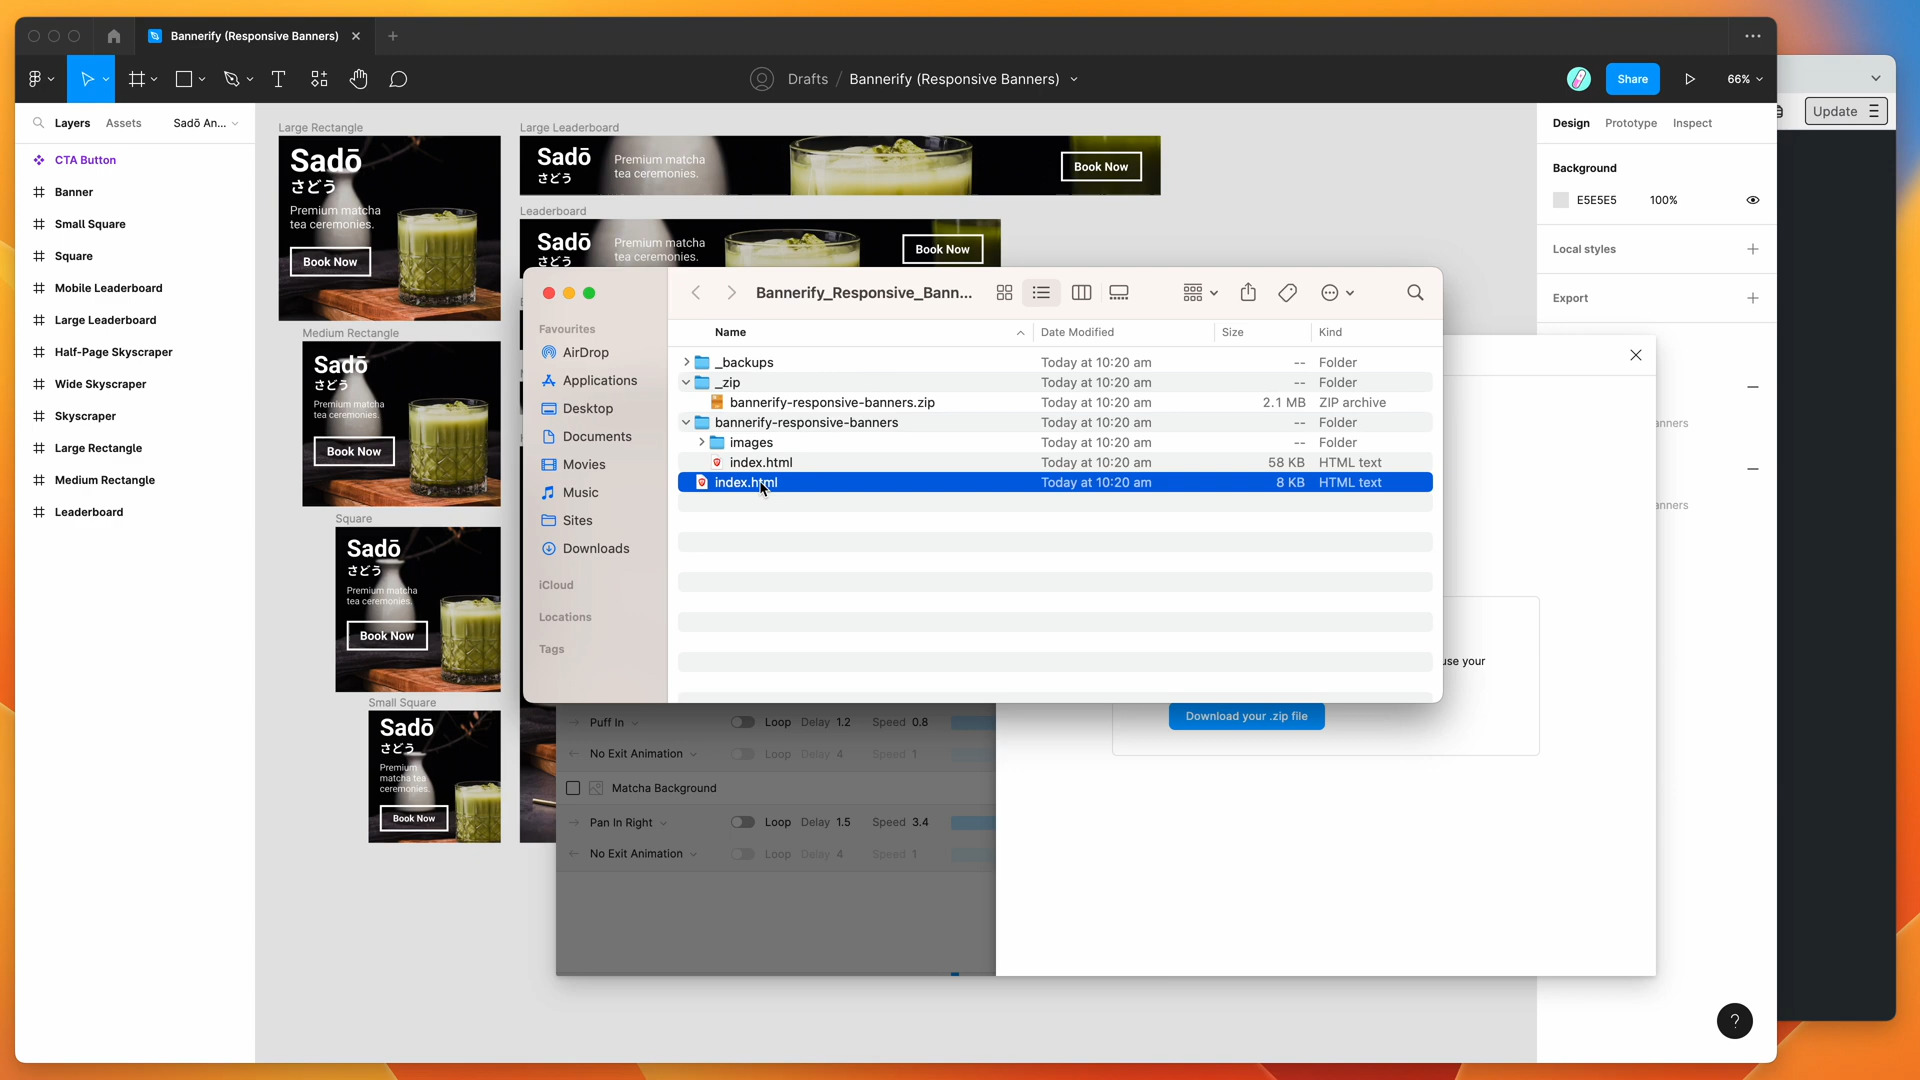 Bannerify (Responsive Banners)
Drafts / Bannerify (Responsive Banners)
Share
66%
Update
Layers
Assets
Sadō An...
CTA Button
Banner
Small Square
Square
Mobile Leaderboard
Large Leaderboard
Half-Page Skyscraper
Wide Skyscraper
Skyscraper
Large Rectangle
Medium Rectangle
Leaderboard
Large Rectangle
Sadō
さどう
Premium matcha
tea ceremonies.
Book Now
Medium Rectangle
Sadō
さどう
Premium matcha
tea ceremonies.
Book Now
Square
Sadō
さどう
Premium matcha
tea ceremonies.
Book Now
Small Square
Sadō
さどう
Premium
matcha tea
ceremonies.
Book Now
Large Leaderboard
Sadō
さどう
Premium matcha
tea ceremonies.
Book Now
Leaderboard
Sadō
さどう
Premium matcha
tea ceremonies.
Book Now
Bannerify_Responsive_Bann...
Favourites
AirDrop
Applications
Desktop
Documents
Movies
Music
Sites
Downloads
iCloud
Locations
Tags
Name Date Modified Size Kind
_backups Today at 10:20 am -- Folder
_zip Today at 10:20 am -- Folder
bannerify-responsive-banners.zip Today at 10:20 am 2.1 MB ZIP archive
bannerify-responsive-banners Today at 10:20 am -- Folder
images Today at 10:20 am -- Folder
index.html Today at 10:20 am 58 KB HTML text
index.html Today at 10:20 am 8 KB HTML text
Puff In Loop Delay 1.2 Speed 0.8
No Exit Animation Loop Delay 4 Speed 1
Matcha Background
Pan In Right Loop Delay 1.5 Speed 3.4
No Exit Animation Loop Delay 4 Speed 1
use your
Download your .zip file
Design
Prototype
Inspect
Background
E5E5E5 100%
Local styles
Export
anners
anners
?